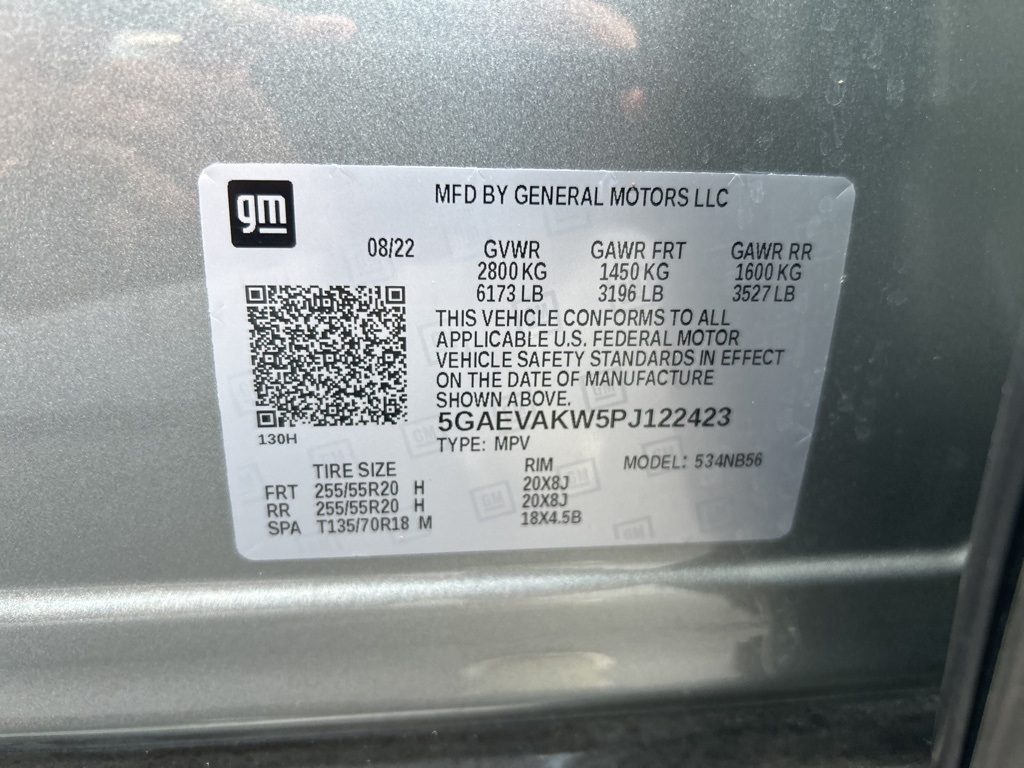 gm
MFD BY GENERAL MOTORS LLC
08/22 GVWR GAWR FRT GAWR RR
2800 KG 1450 KG 1600 KG
6173 LB 3196 LB 3527 LB
THIS VEHICLE CONFORMS TO ALL
APPLICABLE U.S. FEDERAL MOTOR
VEHICLE SAFETY STANDARDS IN EFFECT
ON THE DATE OF MANUFACTURE
SHOWN ABOVE.
5GAEVAKW5PJ122423
130H
TYPE: MPV
TIRE SIZE RIM MODEL: 534NB56
FRT 255/55R20 H 20X8J
RR 255/55R20 H 20X8J
SPA T135/70R18 M 18X4.5B